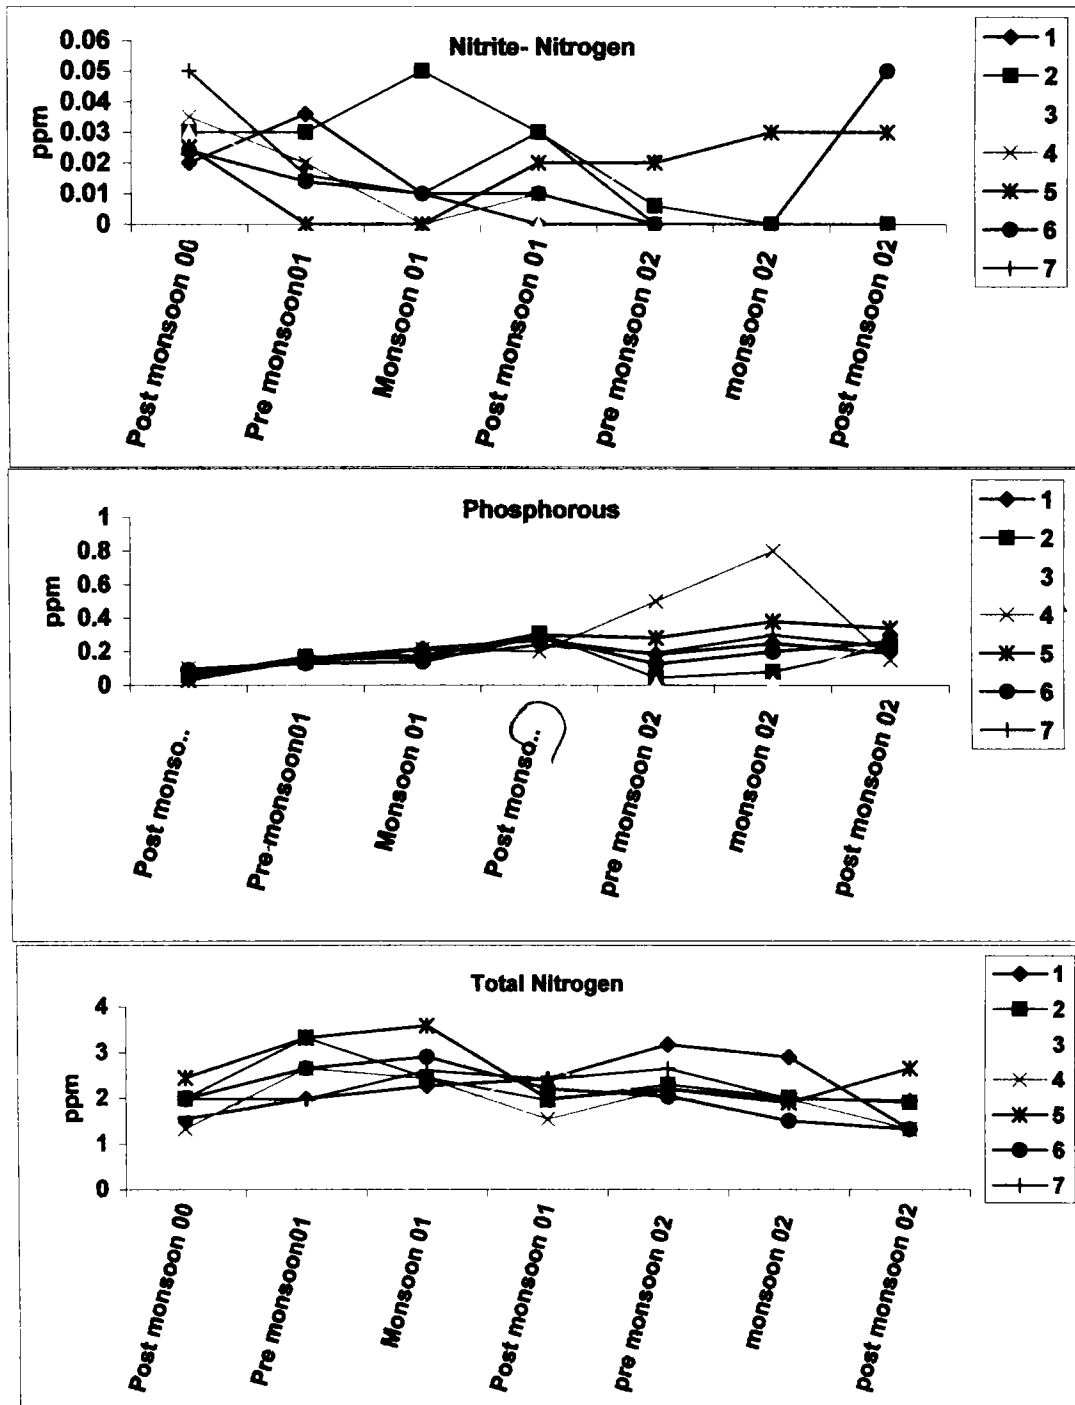 Nitrite- Nitrogen
ppm
0.06
0.05
0.04
0.03
0.02
0.01
0
Post monsoon 00
Pre monsoon01
Monsoon 01
Post monsoon 01
pre monsoon 02
monsoon 02
post monsoon 02
1
2
3
4
5
6
7
Phosphorous
ppm
1
0.8
0.6
0.4
0.2
0
Post monso..
Pre-monsoon01
Monsoon 01
Post monso..
pre monsoon 02
monsoon 02
post monsoon 02
1
2
3
4
5
6
7
Total Nitrogen
ppm
4
3
2
1
0
Post monsoon 00
Pre monsoon01
Monsoon 01
Post monsoon 01
pre monsoon 02
monsoon 02
post monsoon 02
1
2
3
4
5
6
7